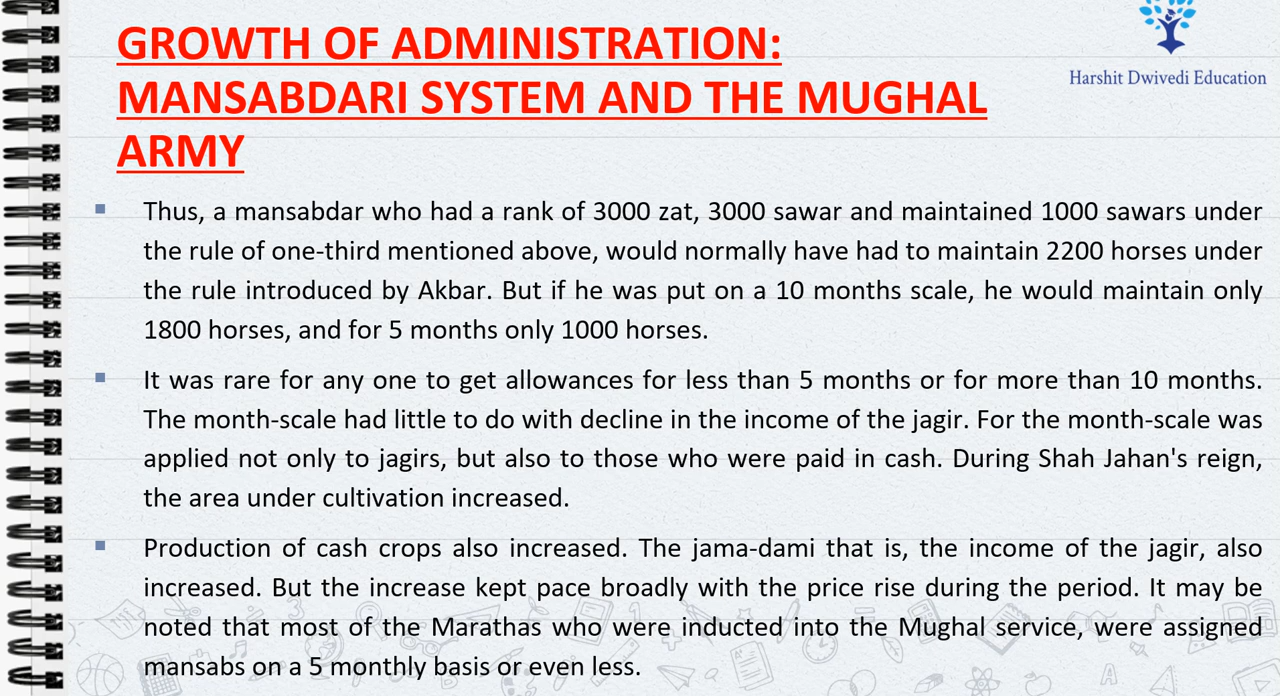 GROWTH OF ADMINISTRATION:
MANSABDARI SYSTEM AND THE MUGHAL
ARMY
Harshit Dwivedi Education
Thus, a mansabdar who had a rank of 3000 zat, 3000 sawar and maintained 1000 sawars under
the rule of one-third mentioned above, would normally have had to maintain 2200 horses under
the rule introduced by Akbar. But if he was put on a 10 months scale, he would maintain only
1800 horses, and for 5 months only 1000 horses.
It was rare for any one to get allowances for less than 5 months or for more than 10 months.
The month-scale had little to do with decline in the income of the jagir. For the month-scale was
applied not only to jagirs, but also to those who were paid in cash. During Shah Jahan's reign,
the area under cultivation increased.
Production of cash crops also increased. The jama-dami that is, the income of the jagir, also
increased. But the increase kept pace broadly with the price rise during the period. It may be
noted that most of the Marathas who were inducted into the Mughal service, were assigned
mansabs on a 5 monthly basis or even less.